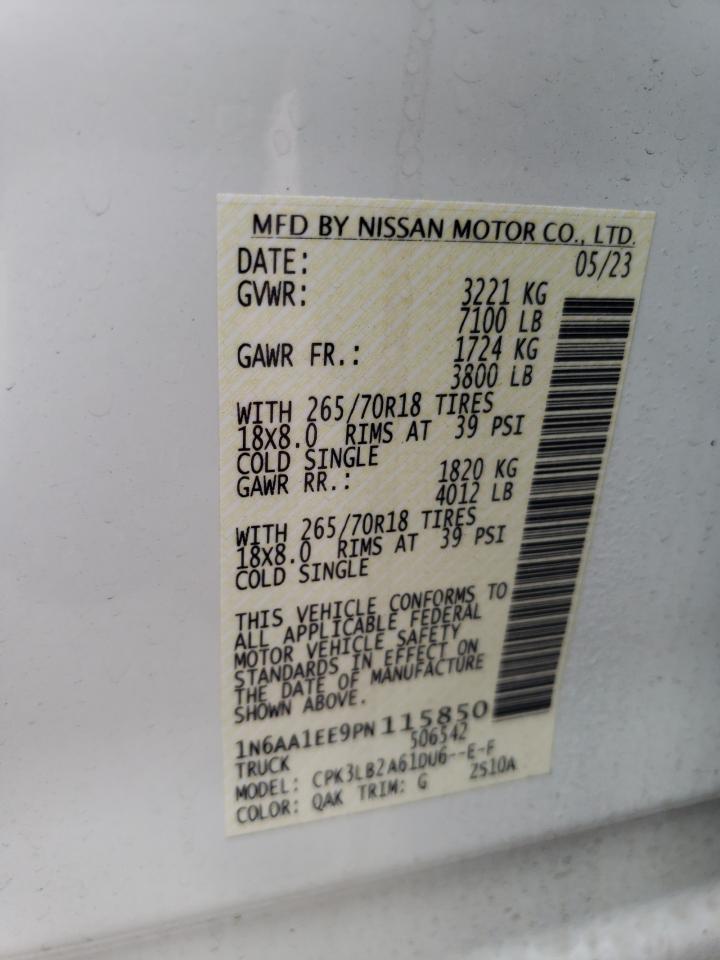 MFD BY NISSAN MOTOR CO., LTD.
DATE: 05/23
GVWR: 3221 KG
7100 LB
GAWR FR.: 1724 KG
3800 LB
WITH 265/70R18 TIRES
18X8.0 RIMS AT 39 PSI
COLD SINGLE
GAWR RR.: 1820 KG
4012 LB
WITH 265/70R18 TIRES
18X8.0 RIMS AT 39 PSI
COLD SINGLE
THIS VEHICLE CONFORMS TO
ALL APPLICABLE FEDERAL
MOTOR VEHICLE SAFETY
STANDARDS IN EFFECT ON
THE DATE OF MANUFACTURE
SHOWN ABOVE.
1N6AA1EE9PN115850
TRUCK 506542
MODEL: CPK3LB2A61DU6--E-F
COLOR: QAK TRIM: G 2S10A